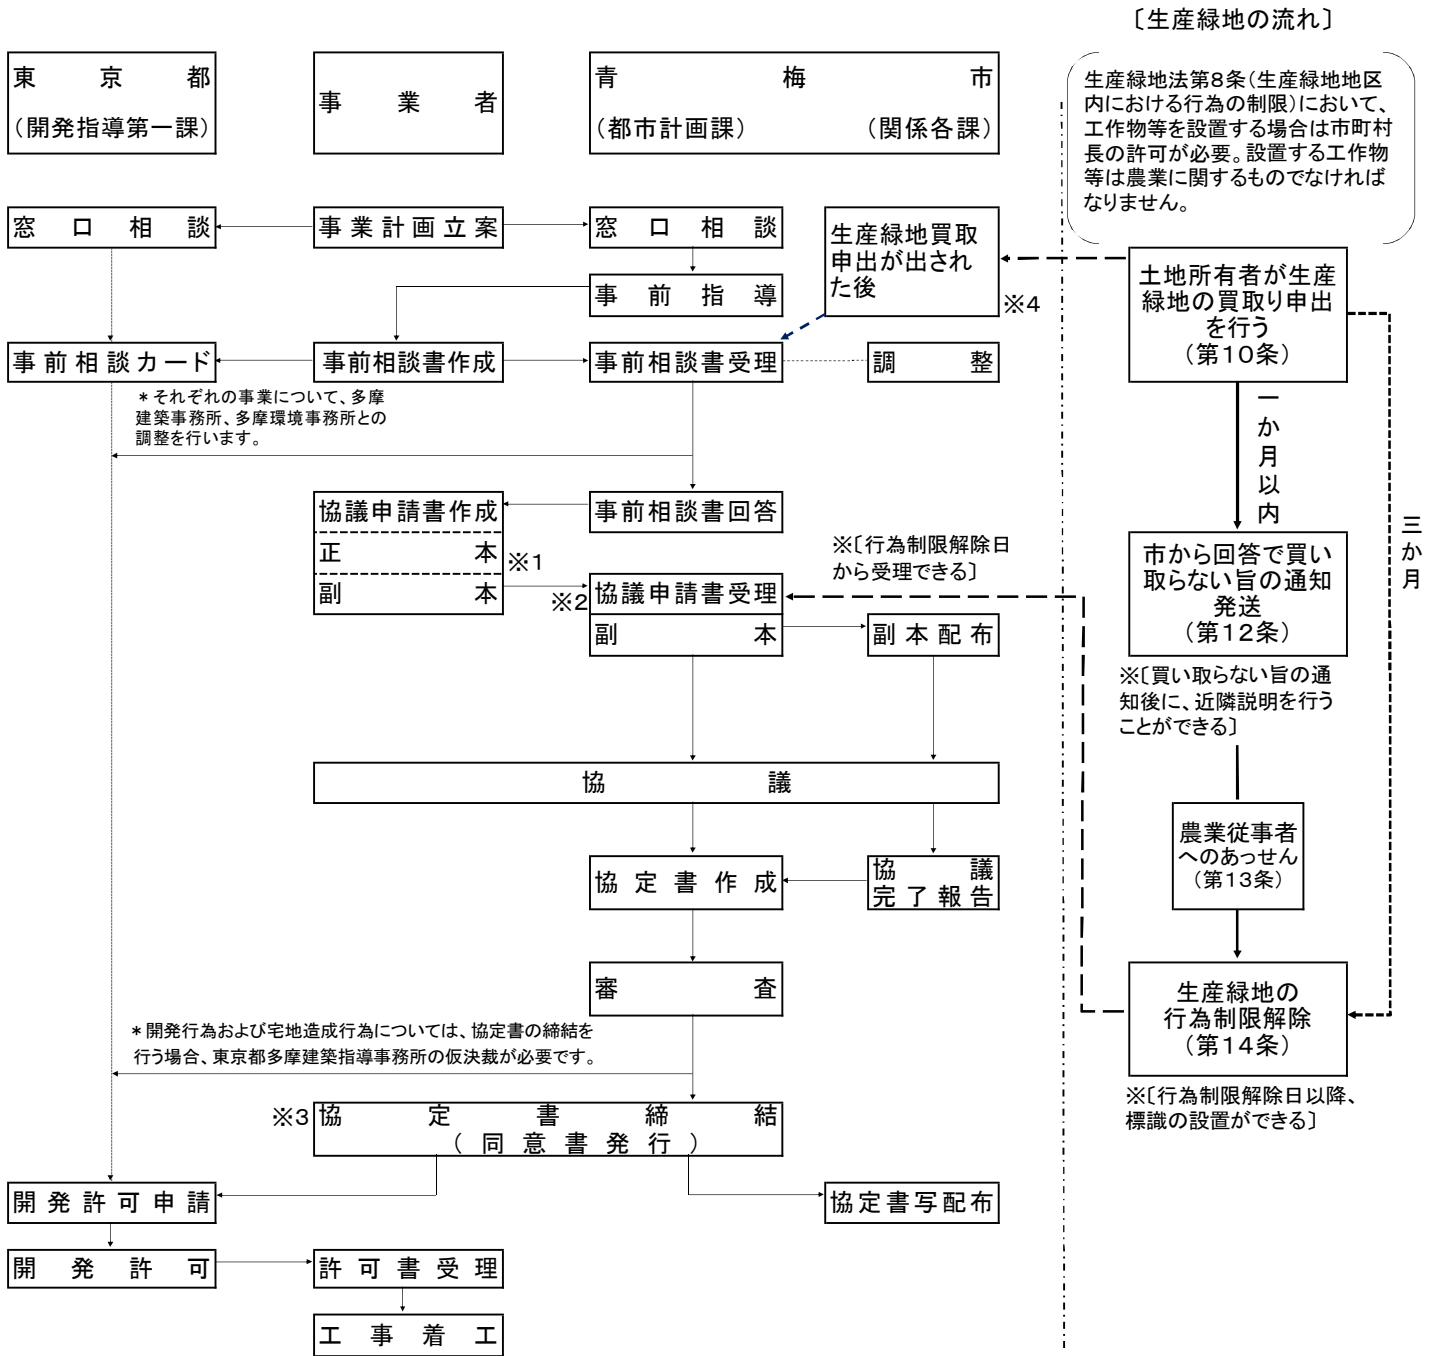 〔生産緑地の流れ〕
東京都
（開発指導第一課）
事業者
青梅市
（都市計画課）　（関係各課）
生産緑地法第8条（生産緑地地区
内における行為の制限）において、
工作物等を設置する場合は市町村
長の許可が必要。設置する工作物
等は農業に関するものでなければ
なりません。
窓口相談
事業計画立案
窓口相談
生産緑地買取
申出が出され
た後
※4
事前指導
土地所有者が生産
緑地の買取り申出
を行う
（第10条）
事前相談カード
事前相談書作成
事前相談書受理
調整
＊それぞれの事業について、多摩
建築事務所、多摩環境事務所との
調整を行います。
一か月以内
三か月
協議申請書作成
正本
副本
※1
事前相談書回答
※2
※〔行為制限解除日
から受理できる〕
協議申請書受理
副本
副本配布
市から回答で買い
取らない旨の通知
発送
（第12条）
※〔買い取らない旨の通
知後に、近隣説明を行う
ことができる〕
協議
農業従事者
へのあっせん
（第13条）
協定書作成
協議
完了報告
審査
生産緑地の
行為制限解除
（第14条）
＊開発行為および宅地造成行為については、協定書の締結を
行う場合、東京都多摩建築指導事務所の仮決裁が必要です。
※〔行為制限解除日以降、
標識の設置ができる〕
※3
協定書締結
（同意書発行）
開発許可申請
協定書写配布
開発許可
許可書受理
工事着工